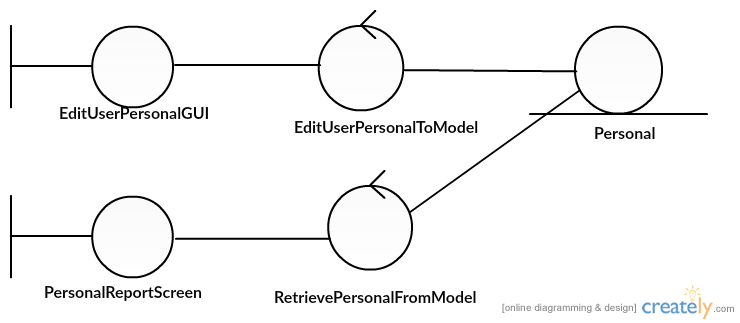 EditUserPersonalGUI
EditUserPersonalToModel
Personal
PersonalReportScreen
RetrievePersonalFromModel
[online diagramming & design] creately.com